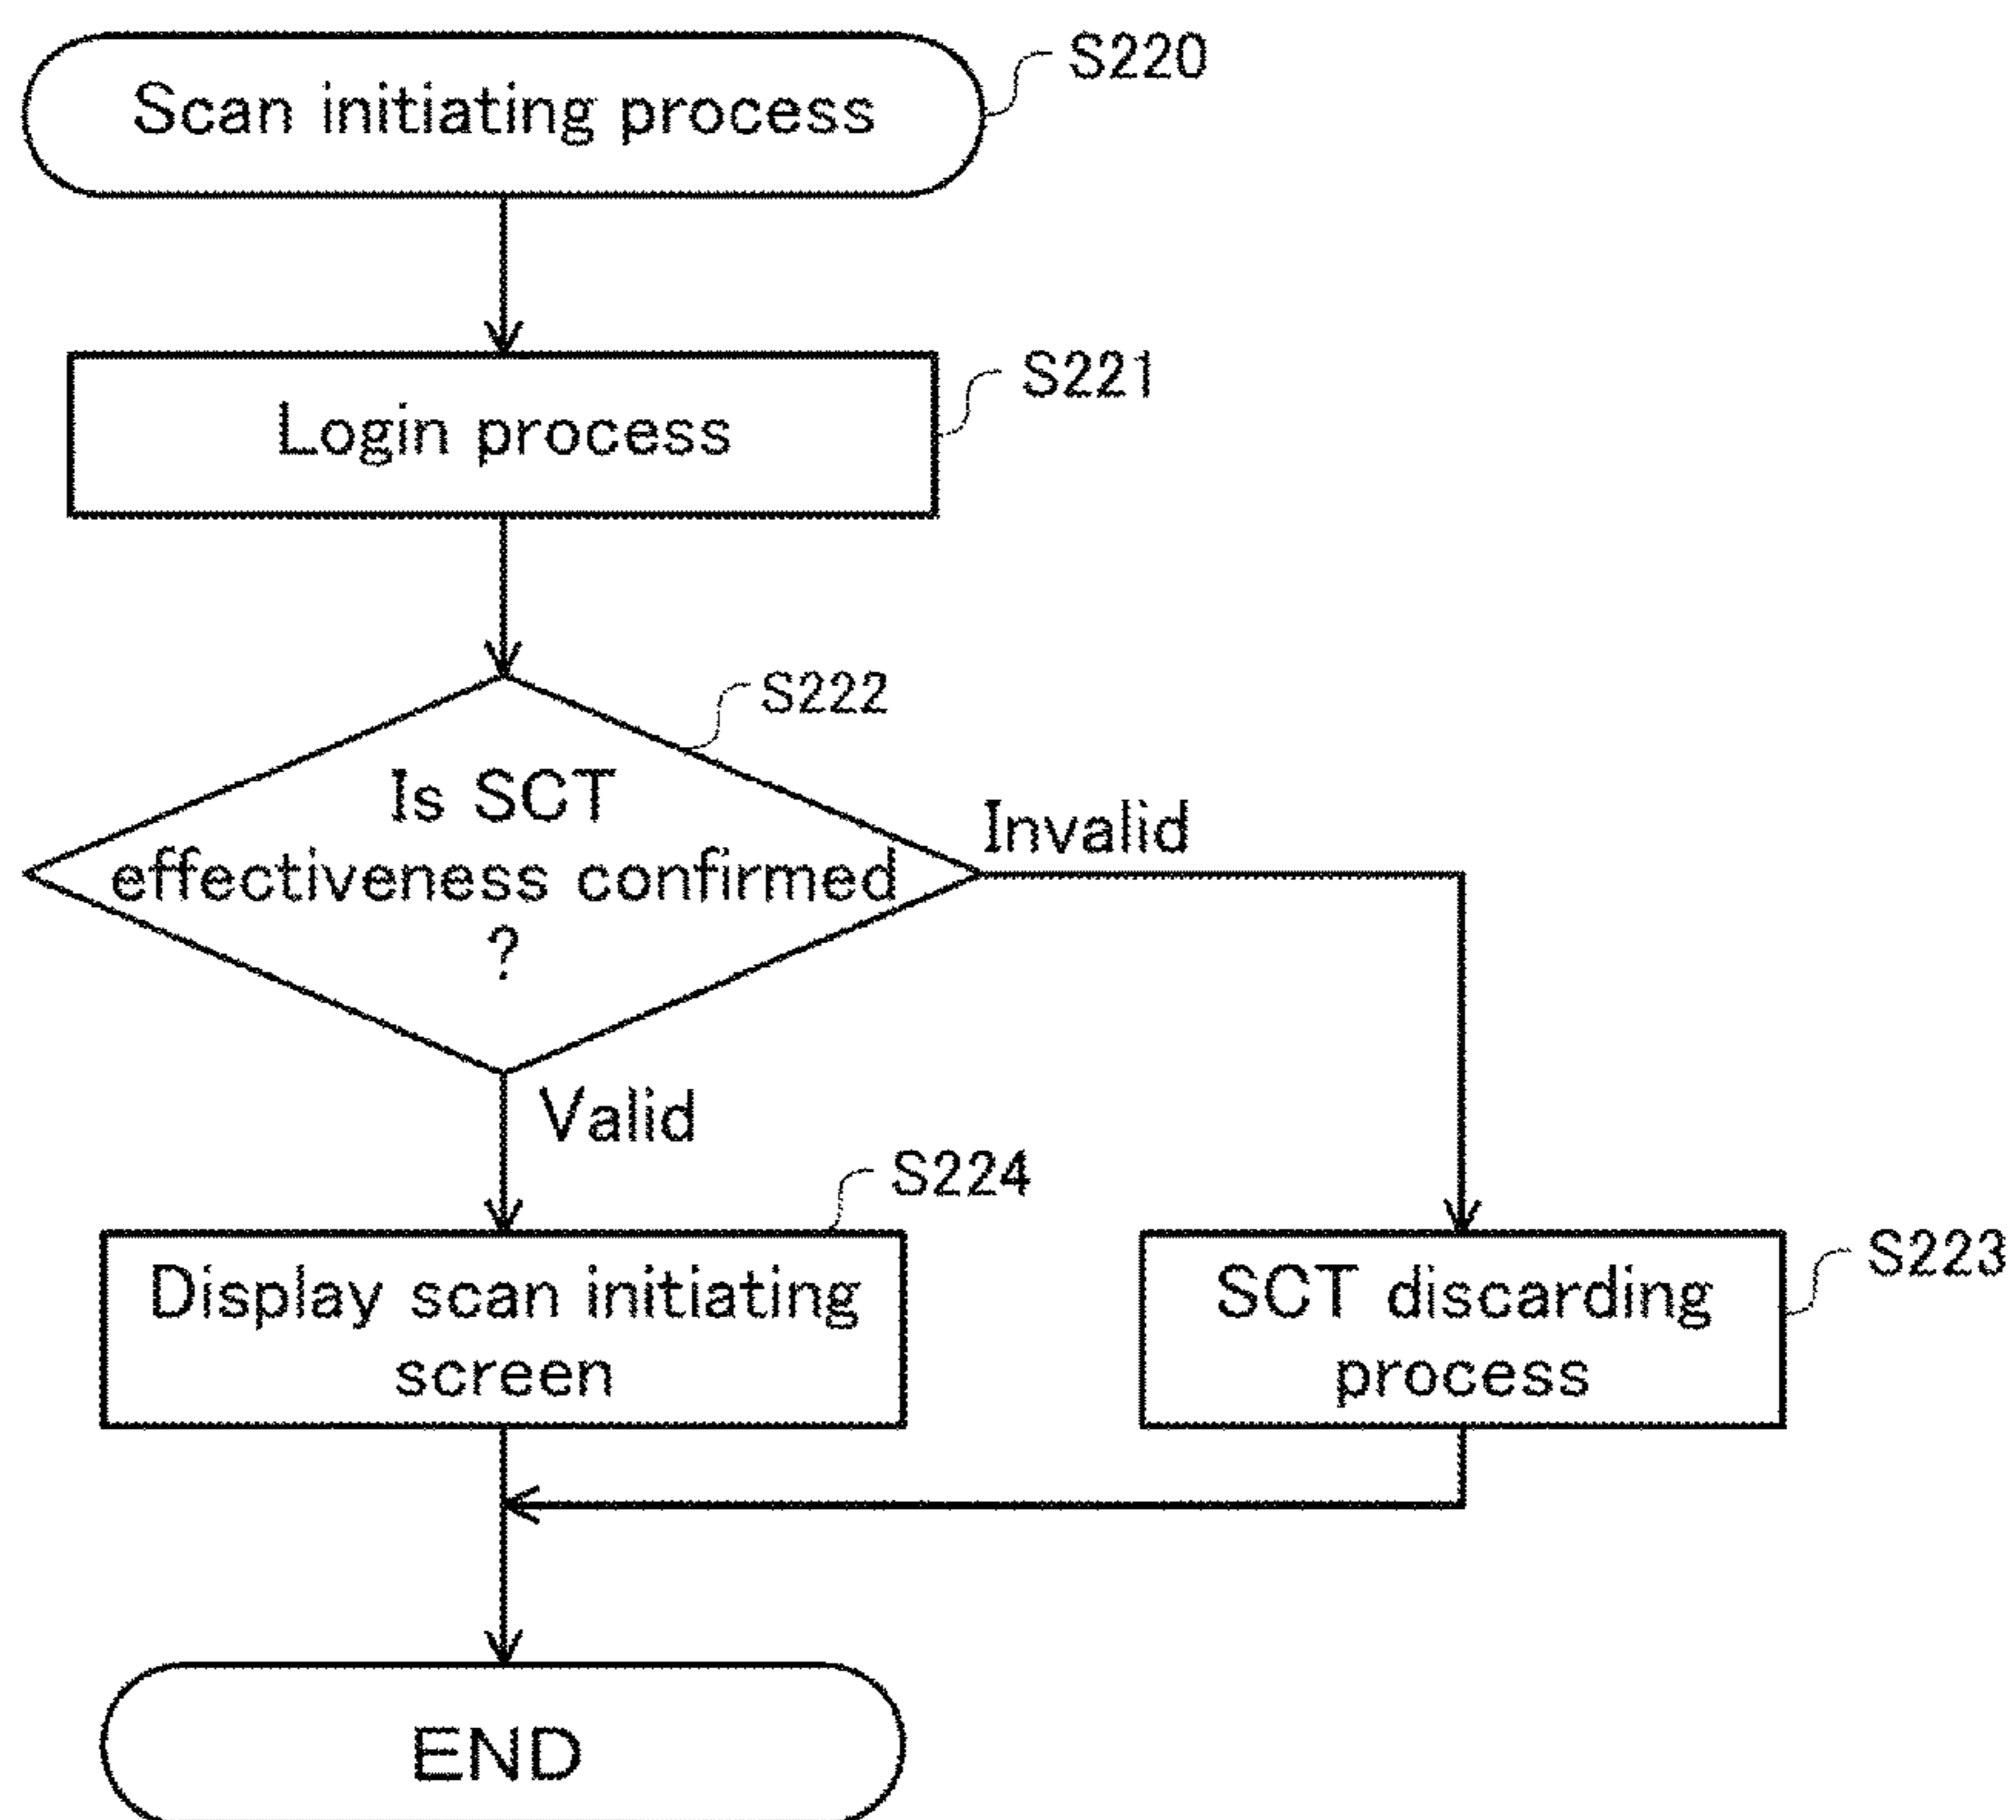 Scan initiating process
S220
Login process
S221
S222
Is SCT
effectiveness confirmed
?
Invalid
Valid
S224
Display scan initiating
screen
S223
SCT discarding
process
END